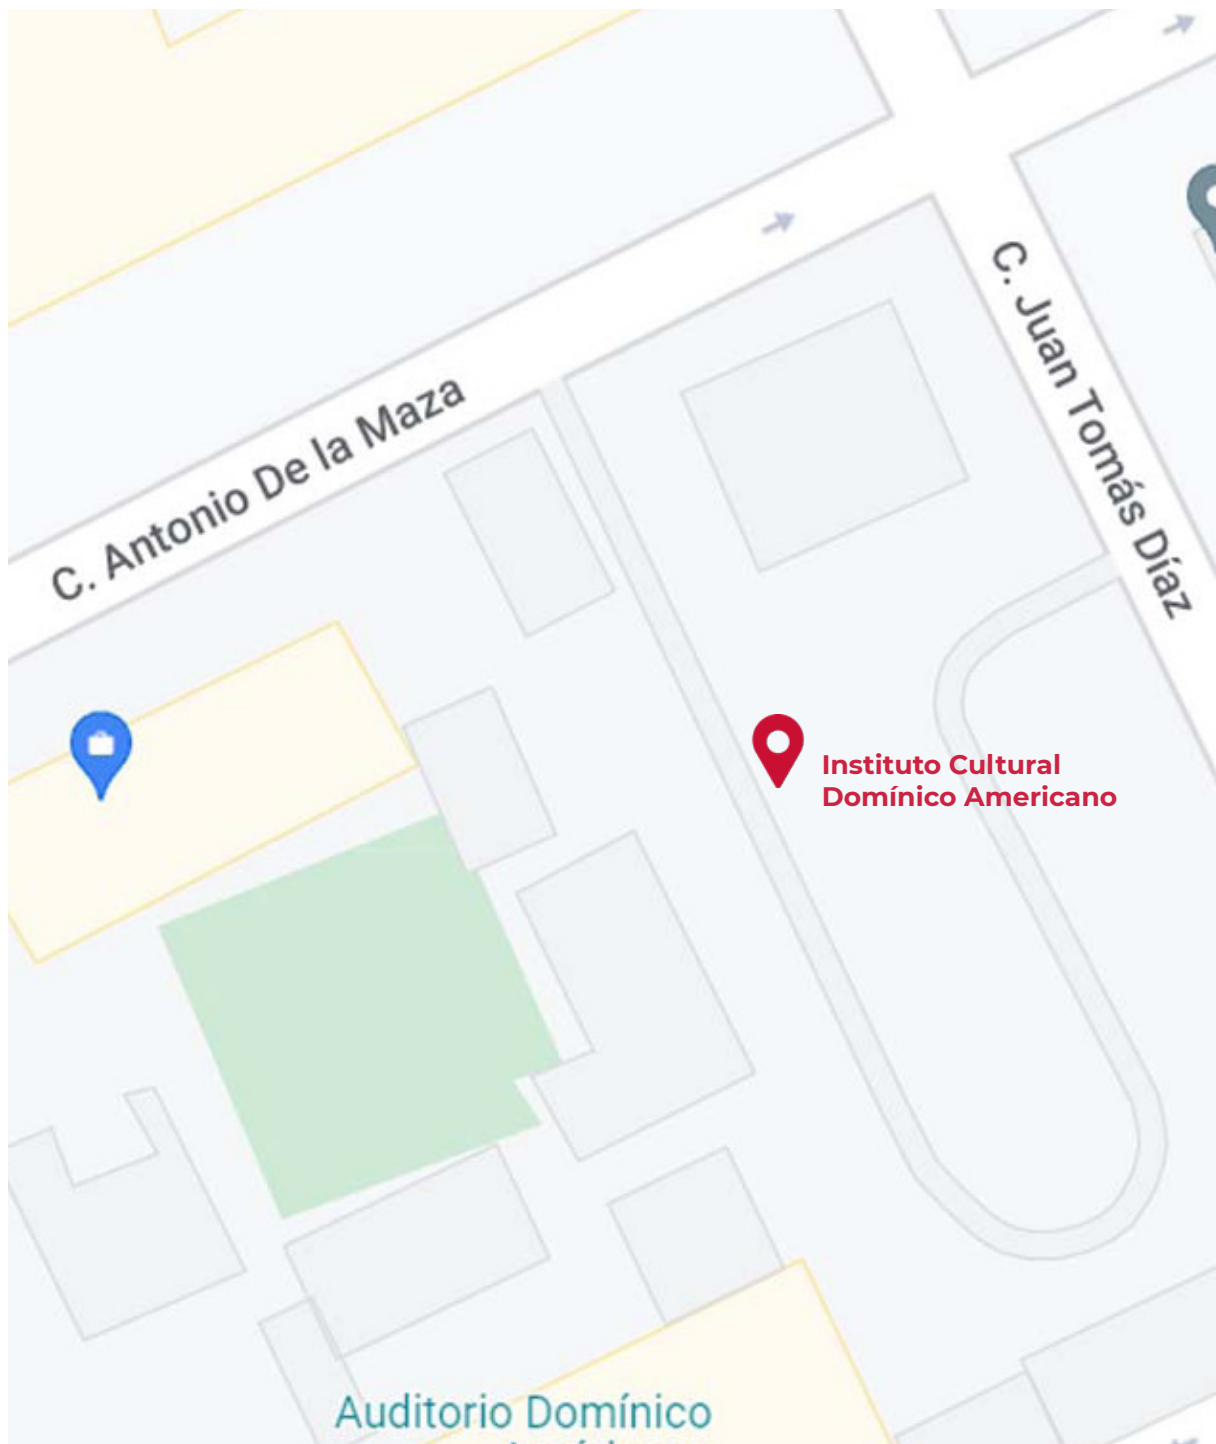 C. Antonio De la Maza
C. Juan Tomás Díaz
Instituto Cultural
Domínico Americano
Auditorio Domínico